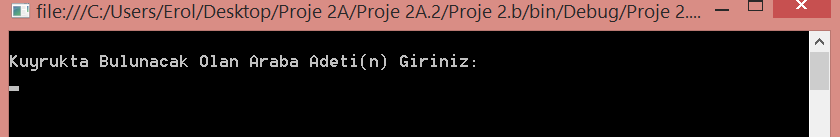 file:///C:/Users/Erol/Desktop/Proje 2A/Proje 2A.2/Proje 2.b/bin/Debug/Proje 2....
Kuyrukta Bulunacak Olan Araba Adeti(n) Giriniz: